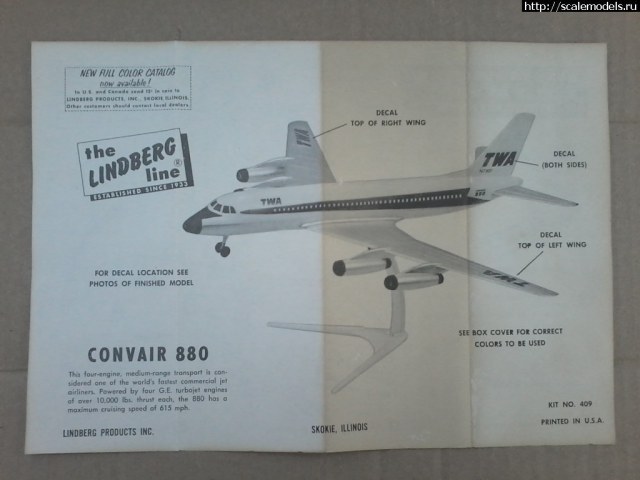 http://scalemodels.ru
NEW FULL COLOR CATALOG
now available!
In U.S. and Canada send 15¢ in coin to
LINDBERG PRODUCTS, INC., SKOKIE ILLINOIS.
Other customers should contact local dealers.
the
LINDBERG
line®
ESTABLISHED SINCE 1933
DECAL
TOP OF RIGHT WING
TWA
TWA
880
DECAL
(BOTH SIDES)
TWA
DECAL
TOP OF LEFT WING
FOR DECAL LOCATION SEE
PHOTOS OF FINISHED MODEL
SEE BOX COVER FOR CORRECT
COLORS TO BE USED
CONVAIR 880
This four-engine, medium-range transport is con-
sidered one of the world's fastest commercial jet
airliners. Powered by four G.E. turbojet engines
of over 10,000 lbs. thrust each, the 880 has a
maximum cruising speed of 615 mph.
KIT NO. 409
PRINTED IN U.S.A.
LINDBERG PRODUCTS INC.
SKOKIE, ILLINOIS